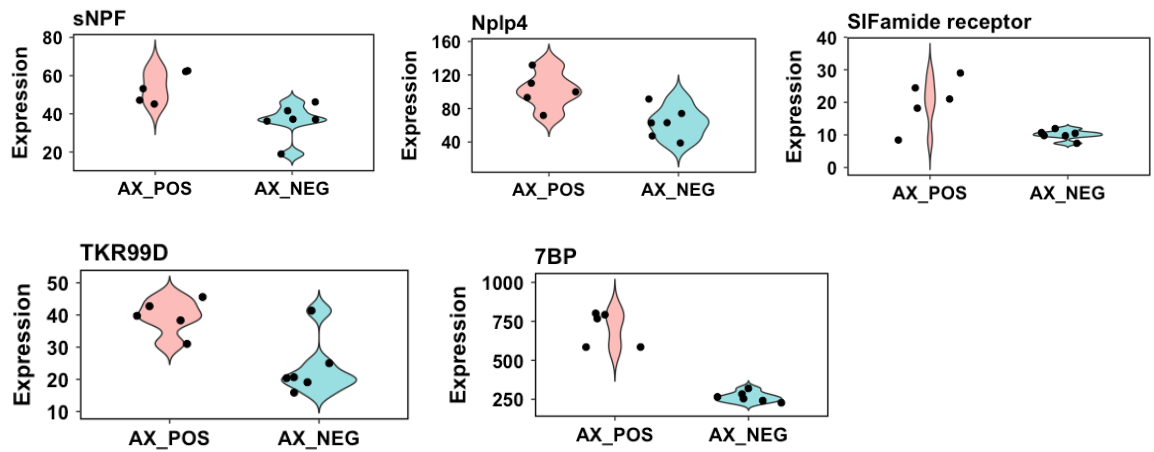 sNPF
Expression
80
60
40
20
AX_POS AX_NEG
Nplp4
Expression
160
120
80
40
AX_POS AX_NEG
SIFamide receptor
Expression
40
30
20
10
0
AX_POS AX_NEG
TKR99D
Expression
50
40
30
20
10
AX_POS AX_NEG
7BP
Expression
1000
750
500
250
AX_POS AX_NEG